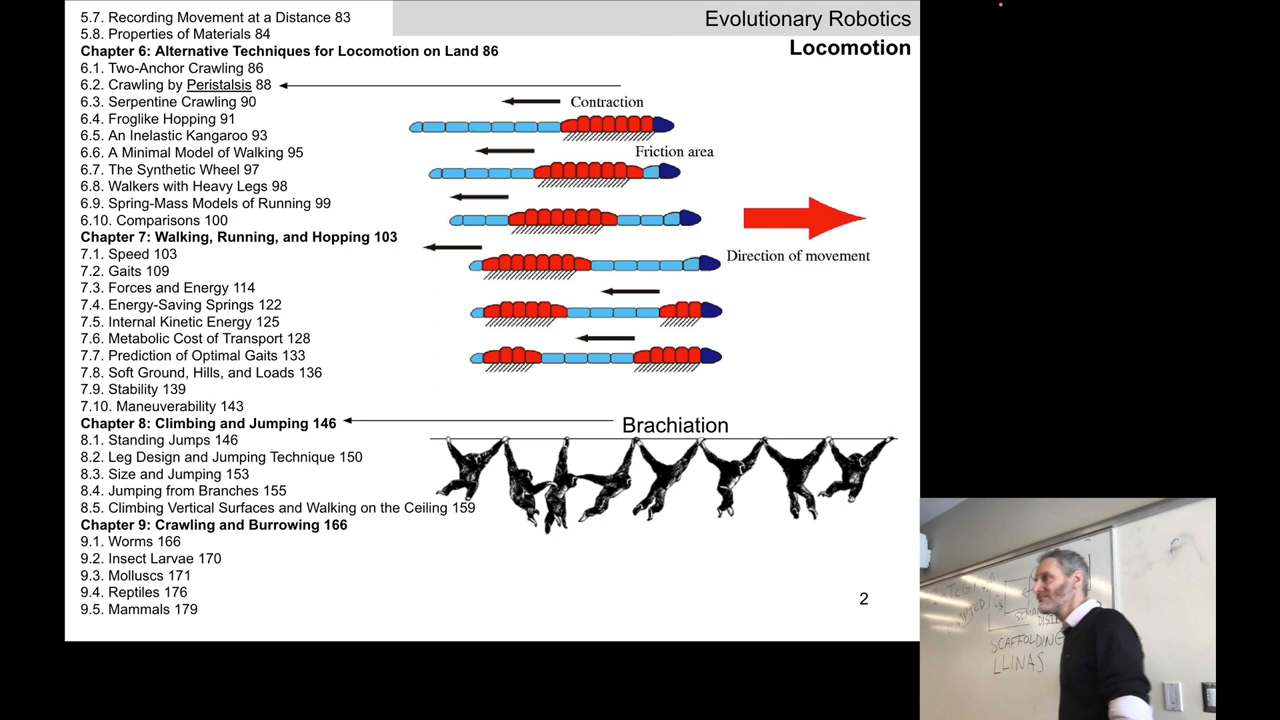 5.7. Recording Movement at a Distance 83
5.8. Properties of Materials 84
Chapter 6: Alternative Techniques for Locomotion on Land 86
6.1. Two-Anchor Crawling 86
6.2. Crawling by Peristalsis 88
6.3. Serpentine Crawling 90
6.4. Froglike Hopping 91
6.5. An Inelastic Kangaroo 93
6.6. A Minimal Model of Walking 95
6.7. The Synthetic Wheel 97
6.8. Walkers with Heavy Legs 98
6.9. Spring-Mass Models of Running 99
6.10. Comparisons 100
Chapter 7: Walking, Running, and Hopping 103
7.1. Speed 103
7.2. Gaits 109
7.3. Forces and Energy 114
7.4. Energy-Saving Springs 122
7.5. Internal Kinetic Energy 125
7.6. Metabolic Cost of Transport 128
7.7. Prediction of Optimal Gaits 133
7.8. Soft Ground, Hills, and Loads 136
7.9. Stability 139
7.10. Maneuverability 143
Chapter 8: Climbing and Jumping 146
8.1. Standing Jumps 146
8.2. Leg Design and Jumping Technique 150
8.3. Size and Jumping 153
8.4. Jumping from Branches 155
8.5. Climbing Vertical Surfaces and Walking on the Ceiling 159
Chapter 9: Crawling and Burrowing 166
9.1. Worms 166
9.2. Insect Larvae 170
9.3. Molluscs 171
9.4. Reptiles 176
9.5. Mammals 179
Evolutionary Robotics
Locomotion
Contraction
Friction area
Direction of movement
Brachiation
2
SCAFFOLDING
LLINAS